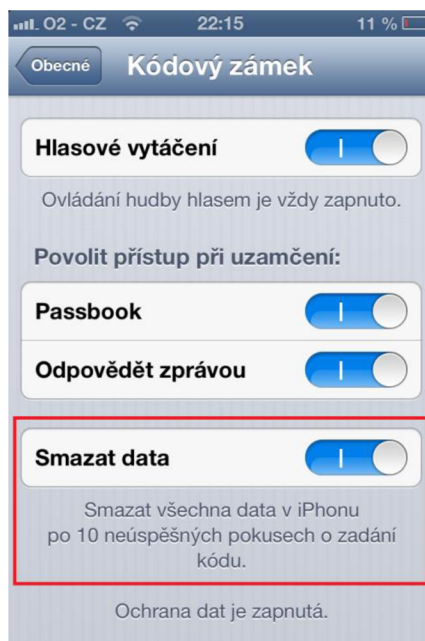 O2 - CZ 22:15 11 %
Obecné Kódový zámek
Hlasové vytáčení
Ovládání hudby hlasem je vždy zapnuto.
Povolit přístup při uzamčení:
Passbook
Odpovědět zprávou
Smazat data
Smazat všechna data v iPhonu
po 10 neúspěšných pokusech o zadání
kódu.
Ochrana dat je zapnutá.